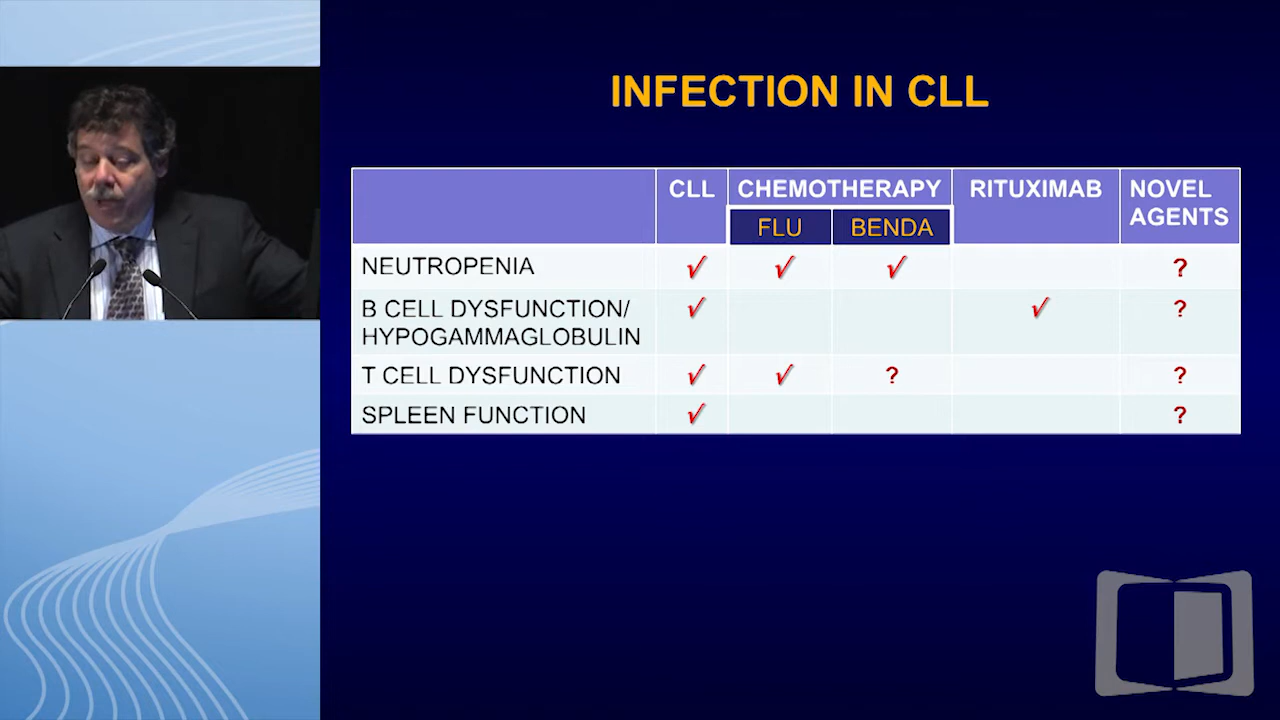 INFECTION IN CLL
CLL CHEMOTHERAPY RITUXIMAB NOVEL
AGENTS
FLU BENDA
NEUTROPENIA √ √ √ ?
B CELL DYSFUNCTION/ √ √ ?
HYPOGAMMAGLOBULIN
T CELL DYSFUNCTION √ √ ? ?
SPLEEN FUNCTION √ ?